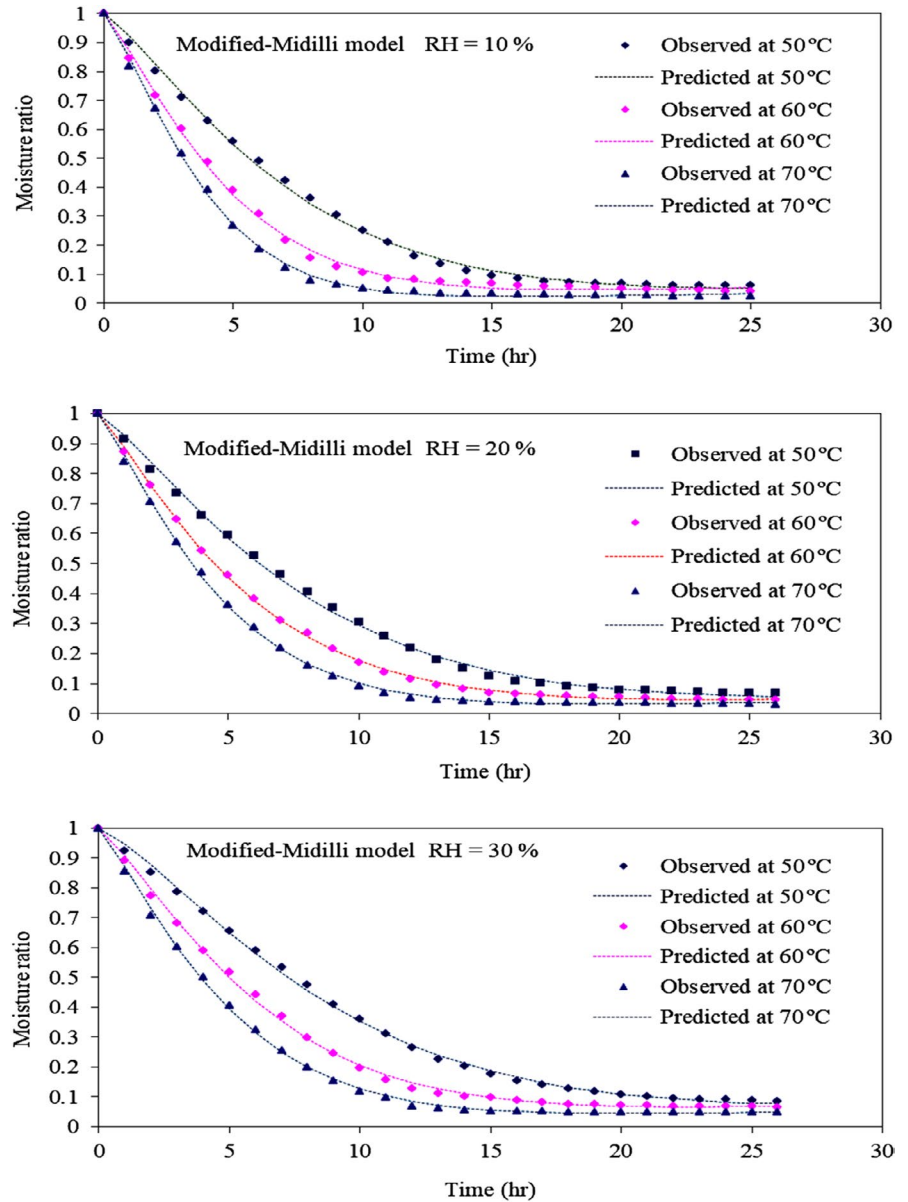 Modified-Midilli model RH = 10 %
Observed at 50°C
Predicted at 50°C
Observed at 60°C
Predicted at 60°C
Observed at 70°C
Predicted at 70°C
Moisture ratio
1
0.9
0.8
0.7
0.6
0.5
0.4
0.3
0.2
0.1
0
0 5 10 15 20 25 30
Time (hr)
Modified-Midilli model RH = 20 %
Observed at 50°C
Predicted at 50°C
Observed at 60°C
Predicted at 60°C
Observed at 70°C
Predicted at 70°C
Moisture ratio
1
0.9
0.8
0.7
0.6
0.5
0.4
0.3
0.2
0.1
0
0 5 10 15 20 25 30
Time (hr)
Modified-Midilli model RH = 30 %
Observed at 50°C
Predicted at 50°C
Observed at 60°C
Predicted at 60°C
Observed at 70°C
Predicted at 70°C
Moisture ratio
1
0.9
0.8
0.7
0.6
0.5
0.4
0.3
0.2
0.1
0
0 5 10 15 20 25 30
Time (hr)